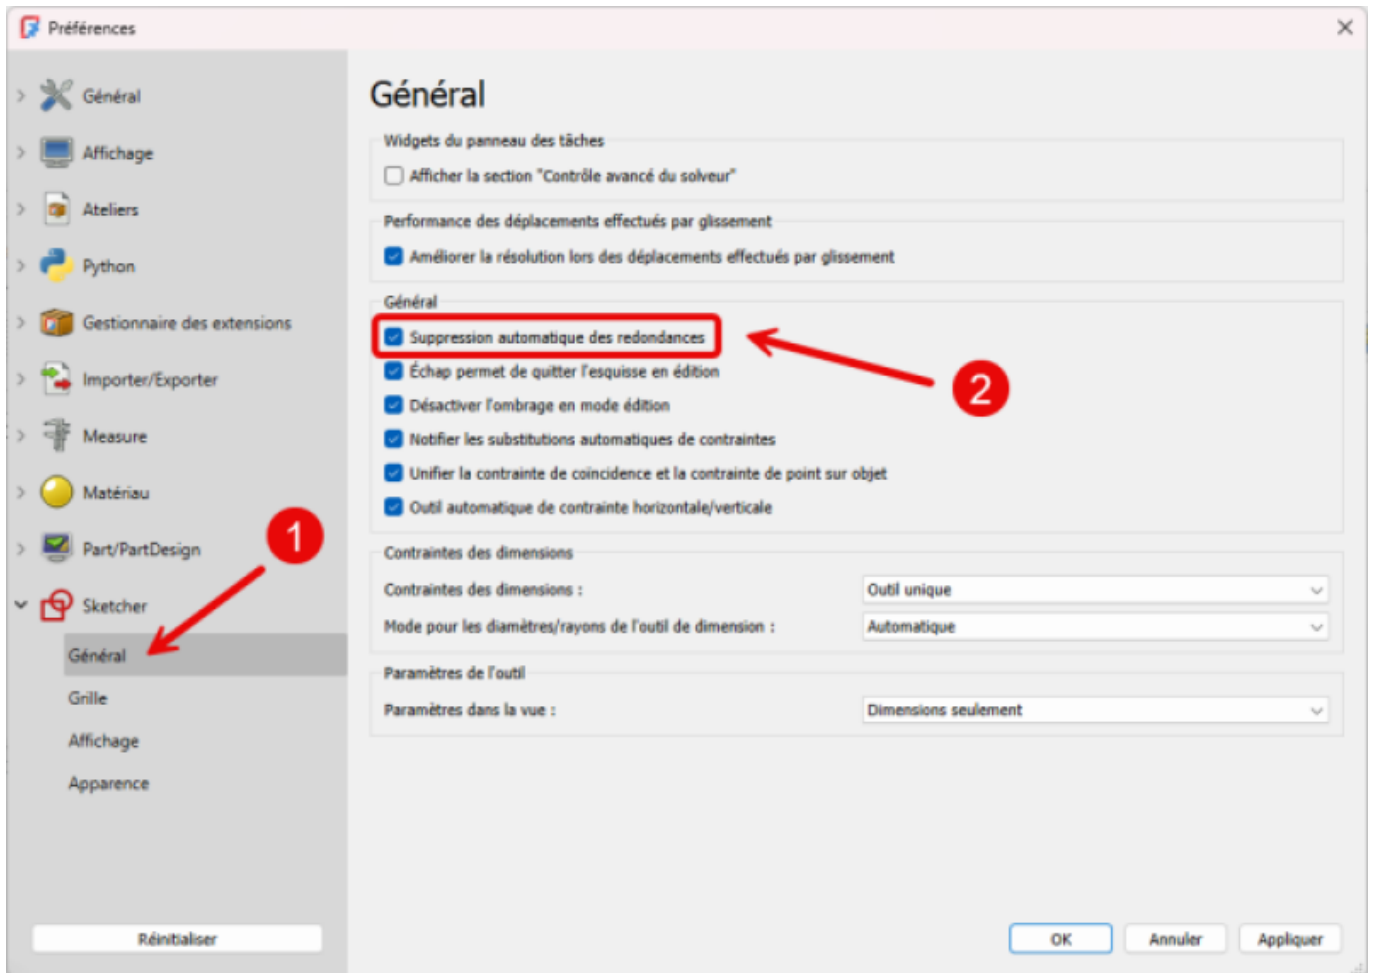 Préférences
Général
Affichage
Ateliers
Python
Gestionnaire des extensions
Importer/Exporter
Measure
Matériau
Part/PartDesign
1
Sketcher
Général
Grille
Affichage
Apparence
Réinitialiser
Général
Widgets du panneau des tâches
Afficher la section "Contrôle avancé du solveur"
Performance des déplacements effectués par glissement
Améliorer la résolution lors des déplacements effectués par glissement
Général
Suppression automatique des redondances
2
Échap permet de quitter l'esquisse en édition
Désactiver l'ombrage en mode édition
Notifier les substitutions automatiques de contraintes
Unifier la contrainte de coïncidence et la contrainte de point sur objet
Outil automatique de contrainte horizontale/verticale
Contraintes des dimensions
Contraintes des dimensions : Outil unique
Mode pour les diamètres/rayons de l'outil de dimension : Automatique
Paramètres de l'outil
Paramètres dans la vue : Dimensions seulement
OK Annuler Appliquer